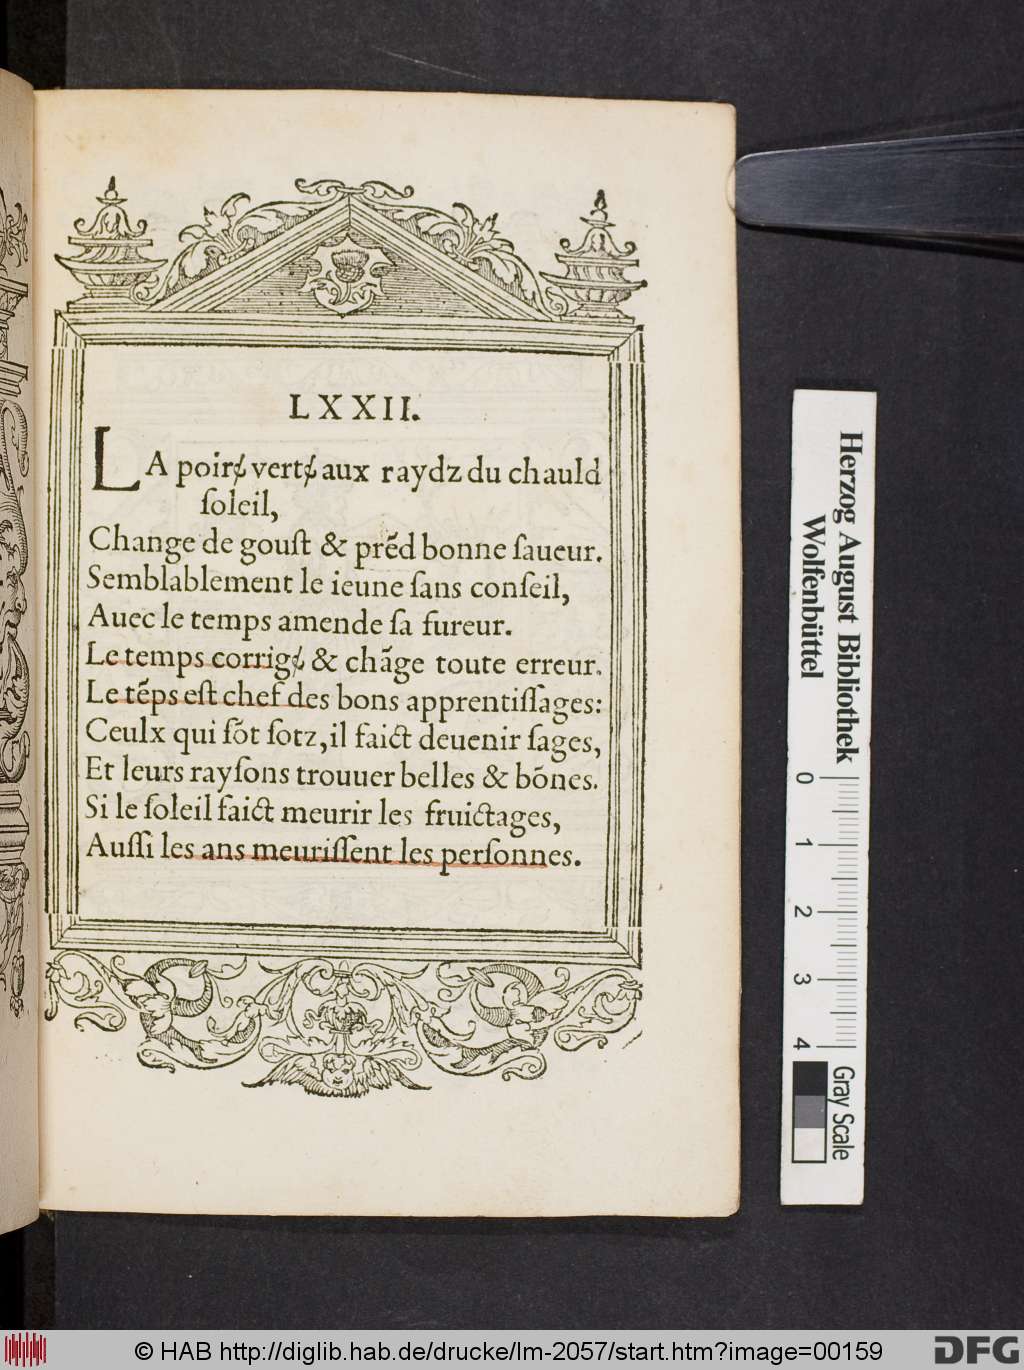 LXXII.
LA poirɇ vertɇ aux raydz du chauld
ſoleil,
Change de gouſt & prẽd bonne ſaueur.
Semblablement le ieune ſans conſeil,
Auec le temps amende ſa fureur.
Le temps corrigɇ & chãge toute erreur.
Le tẽps eſt chef des bons apprentiſſages:
Ceulx qui ſõt ſotz, il faict deuenir ſages,
Et leurs rayſons trouuer belles & bõnes.
Si le ſoleil faict meurir les fruictages,
Auſſi les ans meuriſſent les perſonnes.
Herzog August Bibliothek
Wolfenbüttel
0 1 2 3 4
Gray Scale
© HAB http://diglib.hab.de/drucke/lm-2057/start.htm?image=00159
DFG